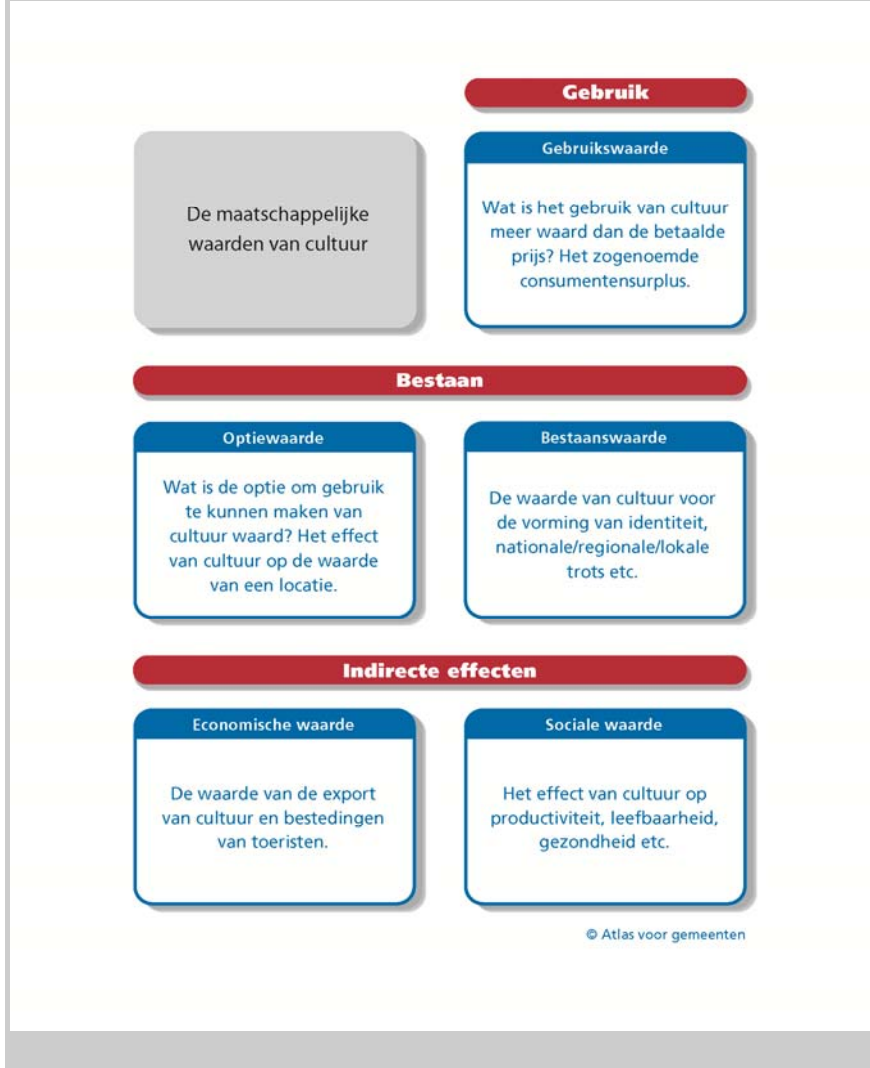 Gebruik
De maatschappelijke
waarden van cultuur
Gebruikswaarde
Wat is het gebruik van cultuur
meer waard dan de betaalde
prijs? Het zogenoemde
consumentensurplus.
Bestaan
Optiewaarde
Wat is de optie om gebruik
te kunnen maken van
cultuur waard? Het effect
van cultuur op de waarde
van een locatie.
Bestaanswaarde
De waarde van cultuur voor
de vorming van identiteit,
nationale/regionale/lokale
trots etc.
Indirecte effecten
Economische waarde
De waarde van de export
van cultuur en bestedingen
van toeristen.
Sociale waarde
Het effect van cultuur op
productiviteit, leefbaarheid,
gezondheid etc.
© Atlas voor gemeenten